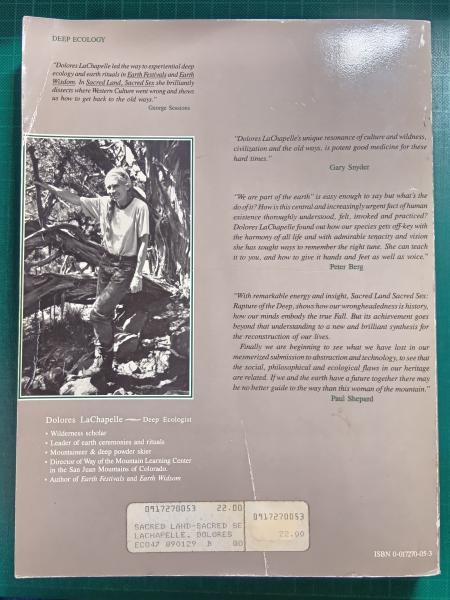 DEEP ECOLOGY
"Dolores LaChapelle led the way to experiential deep
ecology and earth rituals in Earth Festivals and Earth
Wisdom. In Sacred Land, Sacred Sex she brilliantly
dissects where Western Culture went wrong and shows
us how to get back to the old ways."
George Sessions
"Dolores LaChapelle's unique resonance of culture and wildness,
civilization and the old ways, is potent good medicine for these
hard times."
Gary Snyder
"We are part of the earth" is easy enough to say but what's the
do of it? How is this central and increasingly urgent fact of human
existence thoroughly understood, felt, invoked and practiced?
Dolores LaChapelle found out how our species gets off-key with
the harmony of all life and with admirable tenacity and vision
she has sought ways to remember the right tune. She can teach
it to you, and how to give it hands and feet as well as voice."
Peter Berg
"With remarkable energy and insight, Sacred Land Sacred Sex:
Rapture of the Deep, shows how our wrongheadedness is history,
how our minds embody the true Fall. But its achievement goes
beyond that understanding to a new and brilliant synthesis for
the reconstruction of our lives.
Finally we are beginning to see what we have lost in our
mesmerized submission to abstraction and technology, to see that
the social, philosophical and ecological flaws in our heritage
are related. If we and the earth have a future together there may
be no better guide to the way than this woman of the mountain."
Paul Shepard
Dolores LaChapelle — Deep Ecologist
• Wilderness scholar
• Leader of earth ceremonies and rituals
• Mountaineer & deep powder skier
• Director of Way of the Mountain Learning Center
in the San Juan Mountains of Colorado.
• Author of Earth Festivals and Earth Widsom
0917270053 22.00
SACRED LAND-SACRED SE
LACHAPELLE, DOLORES
ECO47 890129 B 00
0917270053
22.00
ISBN 0-017270-05-3